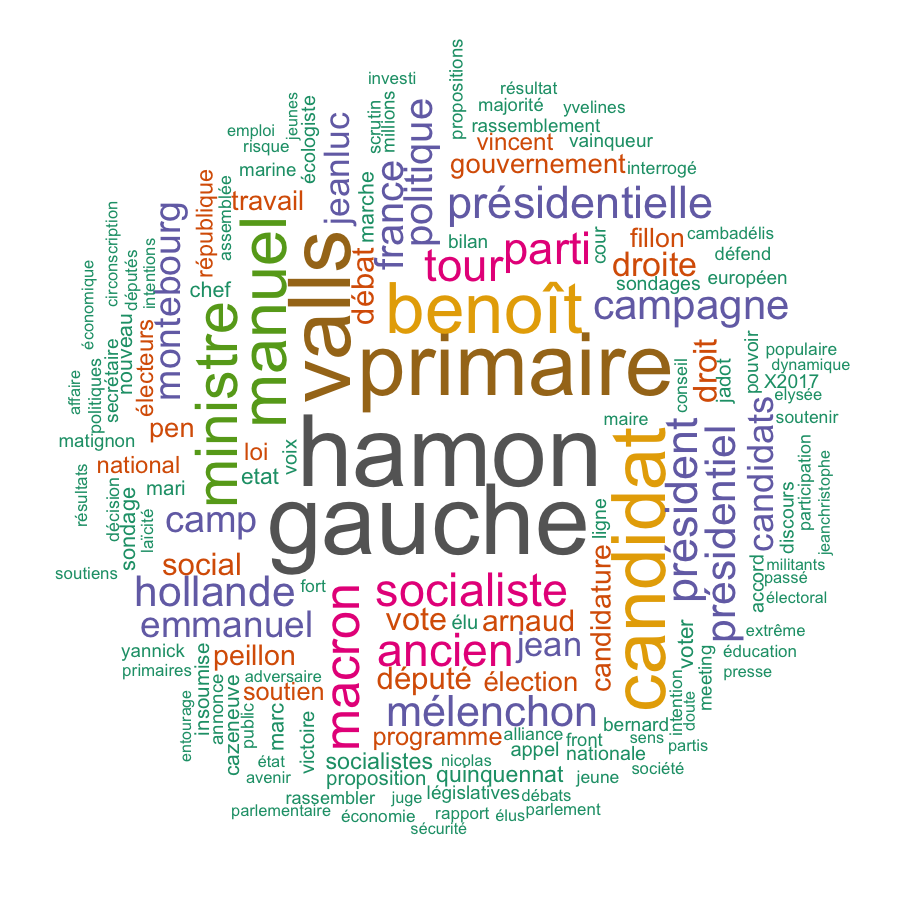 investi
propositions
résultat
majorité
yvelines
rassemblement
emploi
jeunes
écologiste
scrutin
millions
risque
vincent
vainqueur
marine
gouvernement
interrogé
jeanluc
france
politique
république
assemblée
travail
marche
présidentielle
montebourg
manuel
valls
débat
bilan
tour
parti
cour
fillon
cambadélis
droite
défend
sondages
européen
économique
circonscription
députés
intentions
chef
benoît
campagne
ministre
primaire
affaire
politiques
secrétaire
nouveau
électeurs
conseil
droit
jadot
pouvoir
populaire
dynamique
X2017
elysée
soutenir
pen
matignon
national
loi
etat
voix
hamon
maire
candidat
président
présidentiel
candidats
résultats
décision
sondage
laïcité
mari
camp
gauche
ligne
discours
participation
jeanchristophe
soutiens
social
fort
hollande
socialiste
candidature
accord
militants
passé
électoral
emmanuel
macron
vote
élu
arnaud
jean
voter
extrême
yannick
peillon
ancien
éducation
primaires
insoumise
adversaire
député
élection
meeting
presse
entourage
annonce
cazeneuve
soutien
public
marc
victoire
mélenchon
bernard
intention
doute
programme
alliance
front
sens
partis
appel
nationale
état
socialistes
nicolas
société
avenir
proposition
quinquennat
jeune
rassembler
juge
législatives
débats
parlementaire
économie
rapport
élus
parlement
sécurité